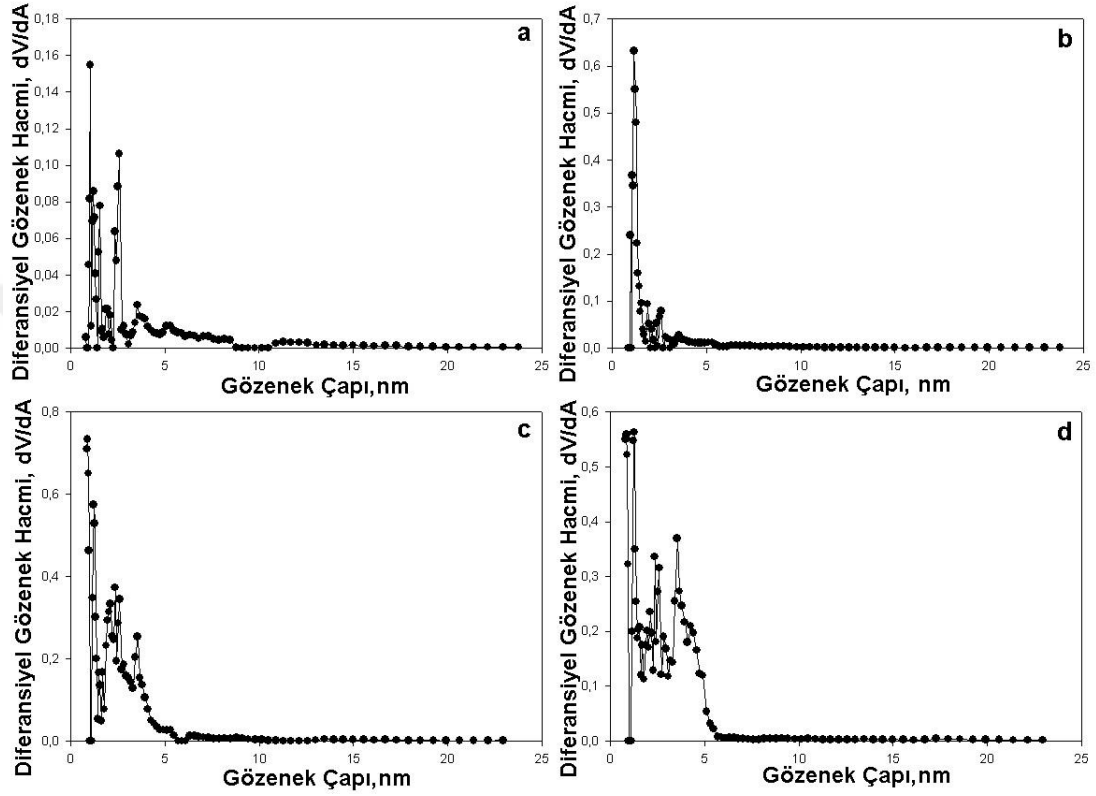 a
Diferansiyel Gözenek Hacmi, dV/dA
0,18
0,16
0,14
0,12
0,10
0,08
0,06
0,04
0,02
0,00
0 5 10 15 20 25
Gözenek Çapı,nm
b
Diferansiyel Gözenek Hacmi, dV/dA
0,7
0,6
0,5
0,4
0,3
0,2
0,1
0,0
0 5 10 15 20 25
Gözenek Çapı, nm
c
Diferansiyel Gözenek Hacmi, dV/dA
0,8
0,6
0,4
0,2
0,0
0 5 10 15 20 25
Gözenek Çapı,nm
d
Diferansiyel Gözenek Hacmi, dV/dA
0,6
0,5
0,4
0,3
0,2
0,1
0,0
0 5 10 15 20 25
Gözenek Çapı,nm